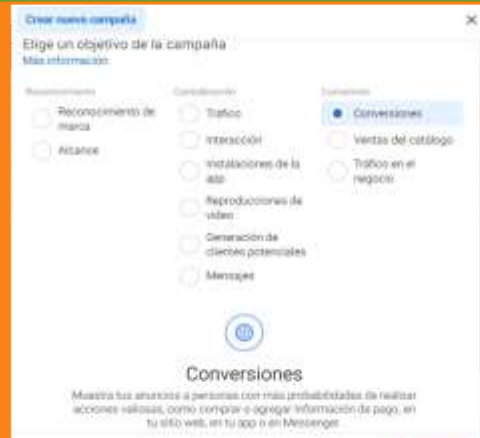 Crear nueva campaña
Elige un objetivo de la campaña
Más información
Reconocimiento
Consideración
Conversión
Reconocimiento de
marca
Alcance
Tráfico
Interacción
Instalaciones de la
app
Reproducciones de
video
Generación de
clientes potenciales
Mensajes
Conversiones
Ventas del catálogo
Tráfico en el
negocio
Conversiones
Muestra tus anuncios a personas con más probabilidades de realizar
acciones valiosas, como comprar o agregar información de pago, en
tu sitio web, en tu app o en Messenger.